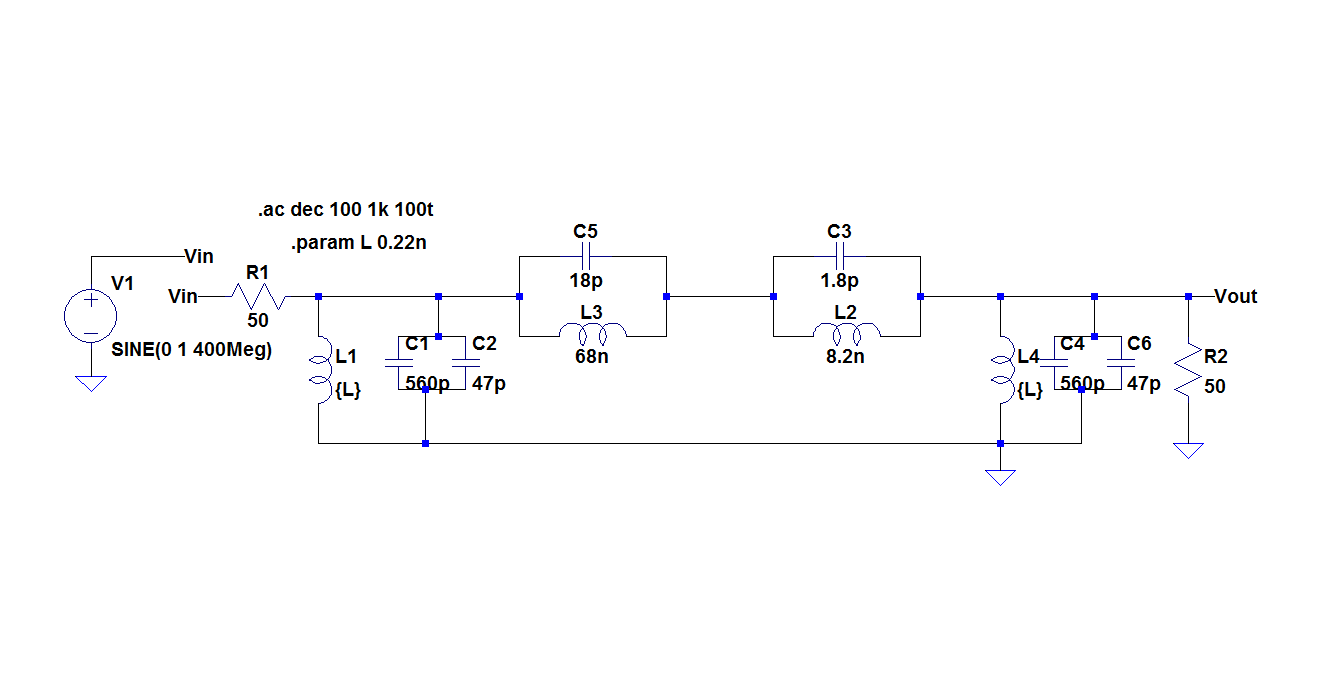 .ac dec 100 1k 100t
.param L 0.22n
Vin
V1
SINE(0 1 400Meg)
Vin
R1
50
L1
{L}
C1
560p
C2
47p
C5
18p
L3
68n
C3
1.8p
L2
8.2n
L4
{L}
C4
560p
C6
47p
Vout
R2
50